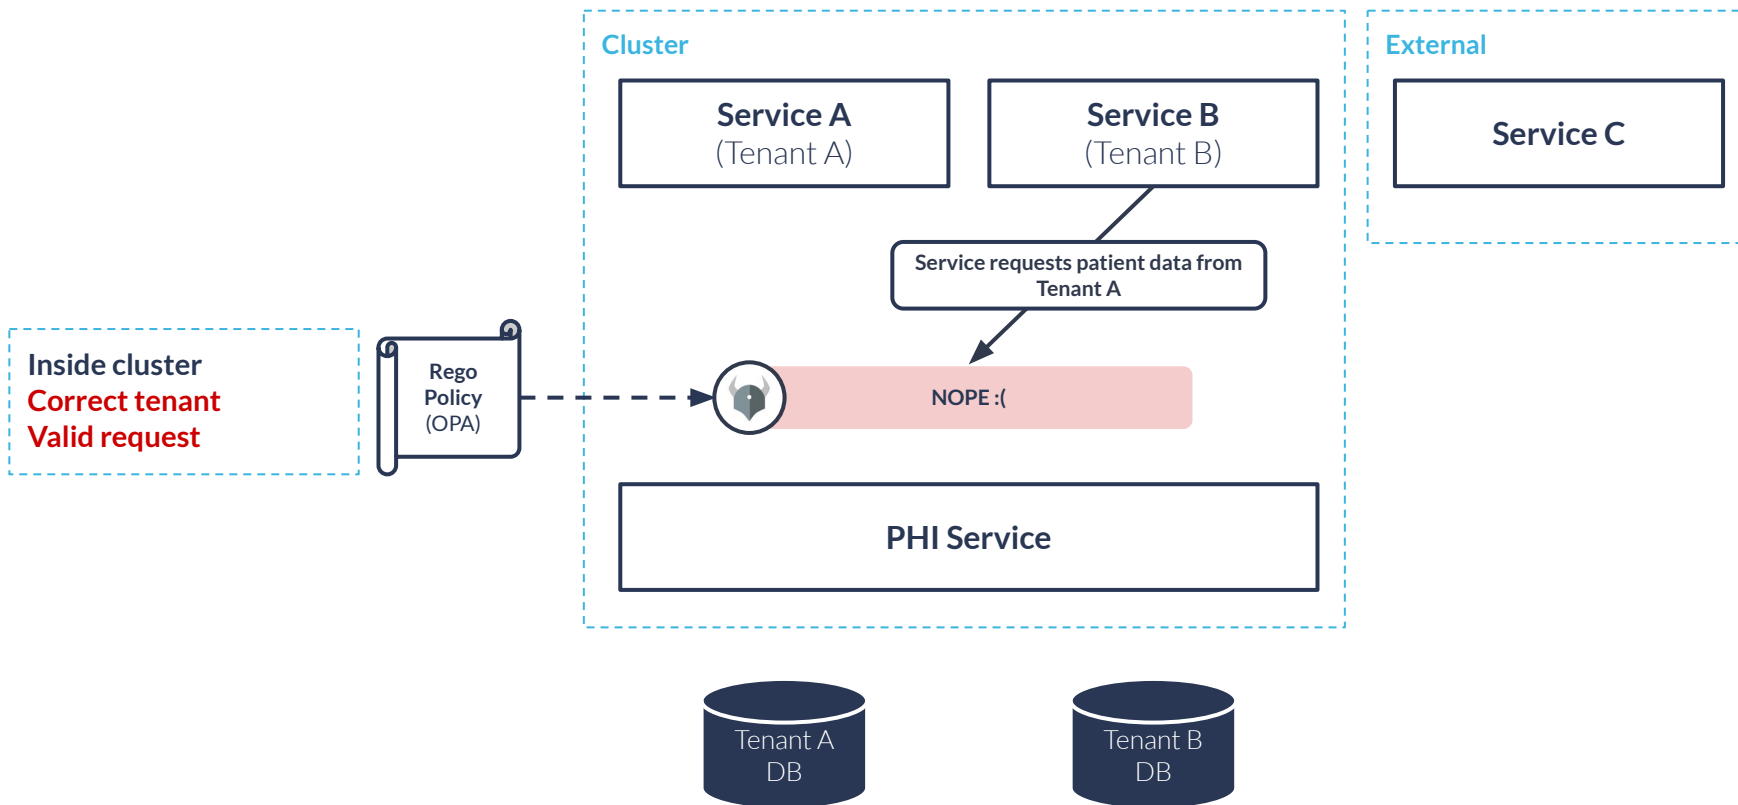 Cluster
External
Service A
(Tenant A)
Service B
(Tenant B)
Service C
Service requests patient data from
Tenant A
Inside cluster
Correct tenant
Valid request
Rego
Policy
(OPA)
NOPE :(
PHI Service
Tenant A
DB
Tenant B
DB